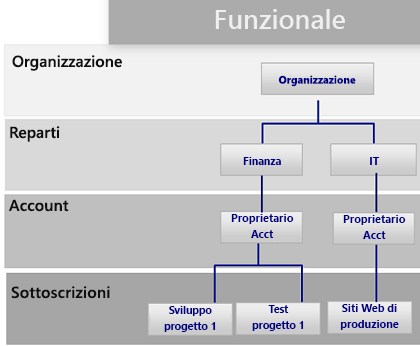 Funzionale
Organizzazione
Organizzazione
Reparti
Finanza
IT
Account
Proprietario
Acct
Proprietario
Acct
Sottoscrizioni
Sviluppo
progetto 1
Test
progetto 1
Siti Web di
produzione